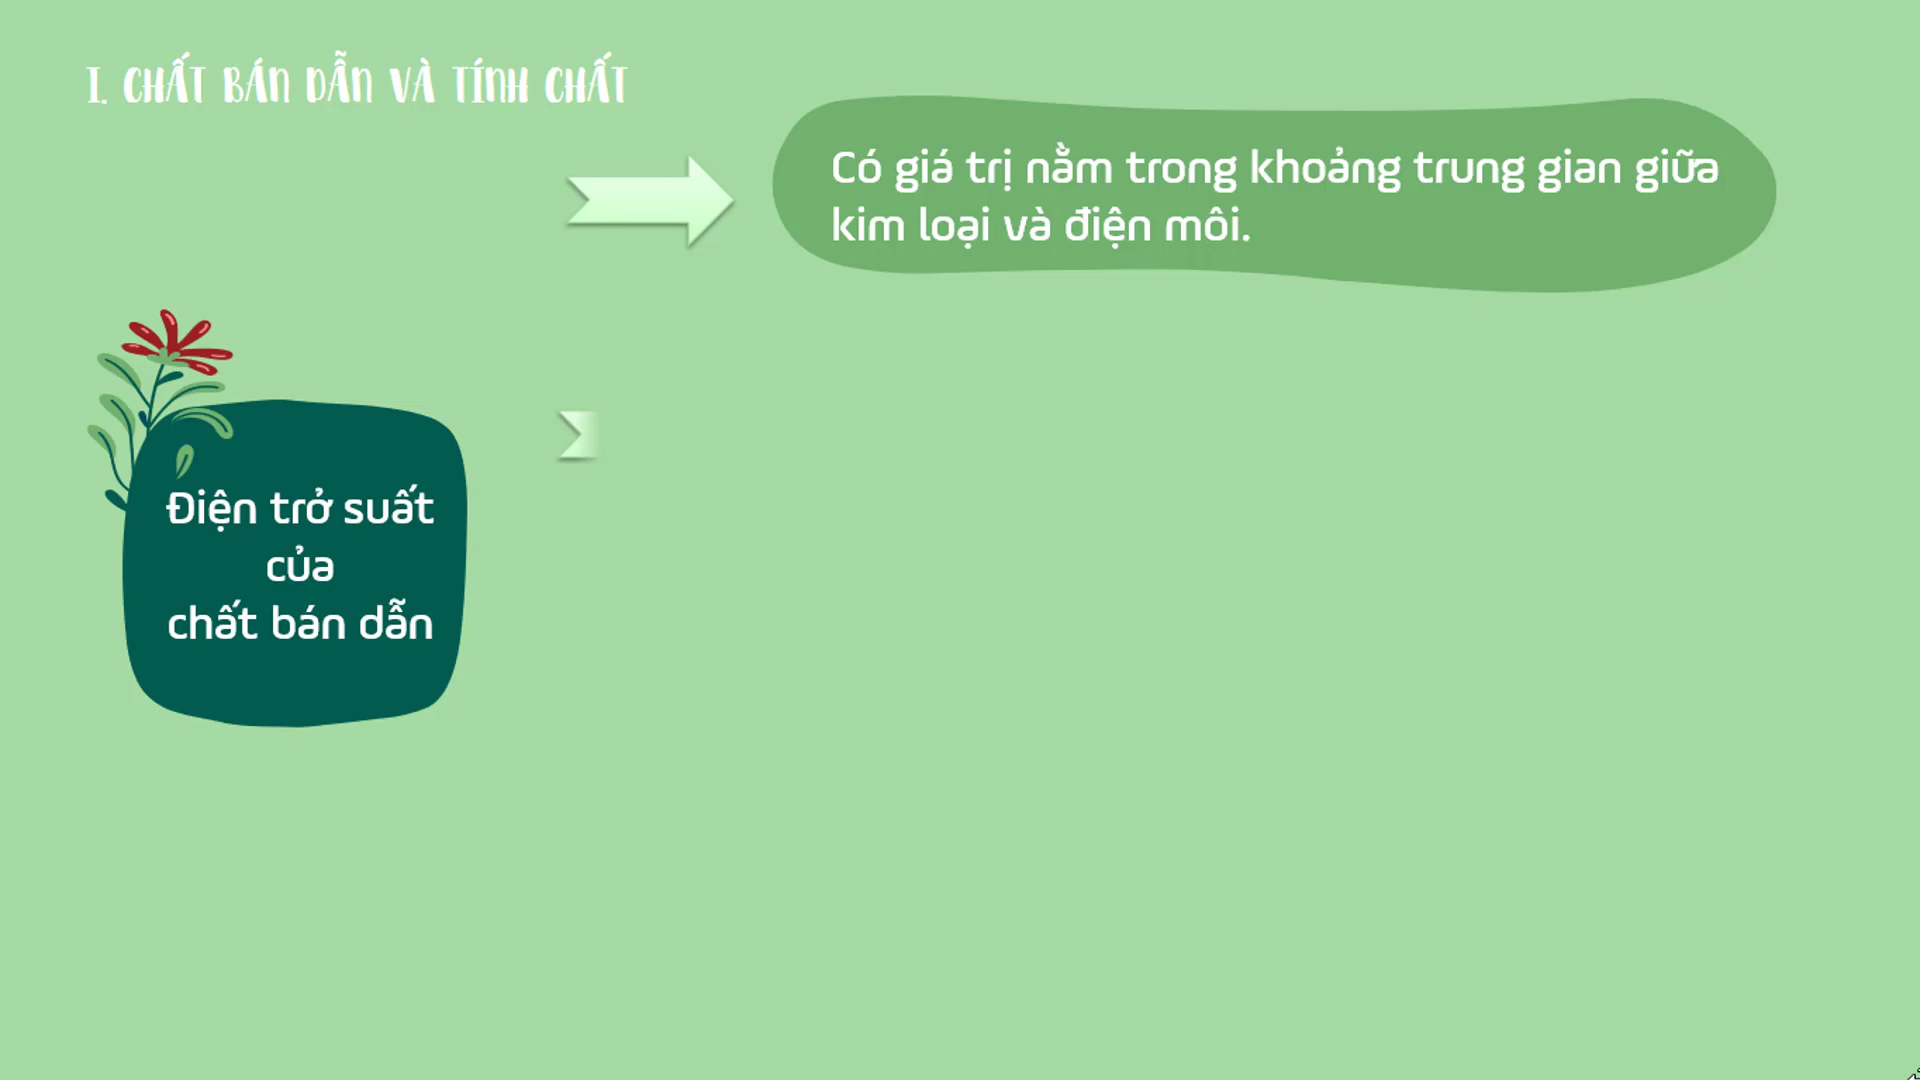 I. CHẤT BÁN DẪN VÀ TÍNH CHẤT
Có giá trị nằm trong khoảng trung gian giữa
kim loại và điện môi.
Điện trở suất
của
chất bán dẫn